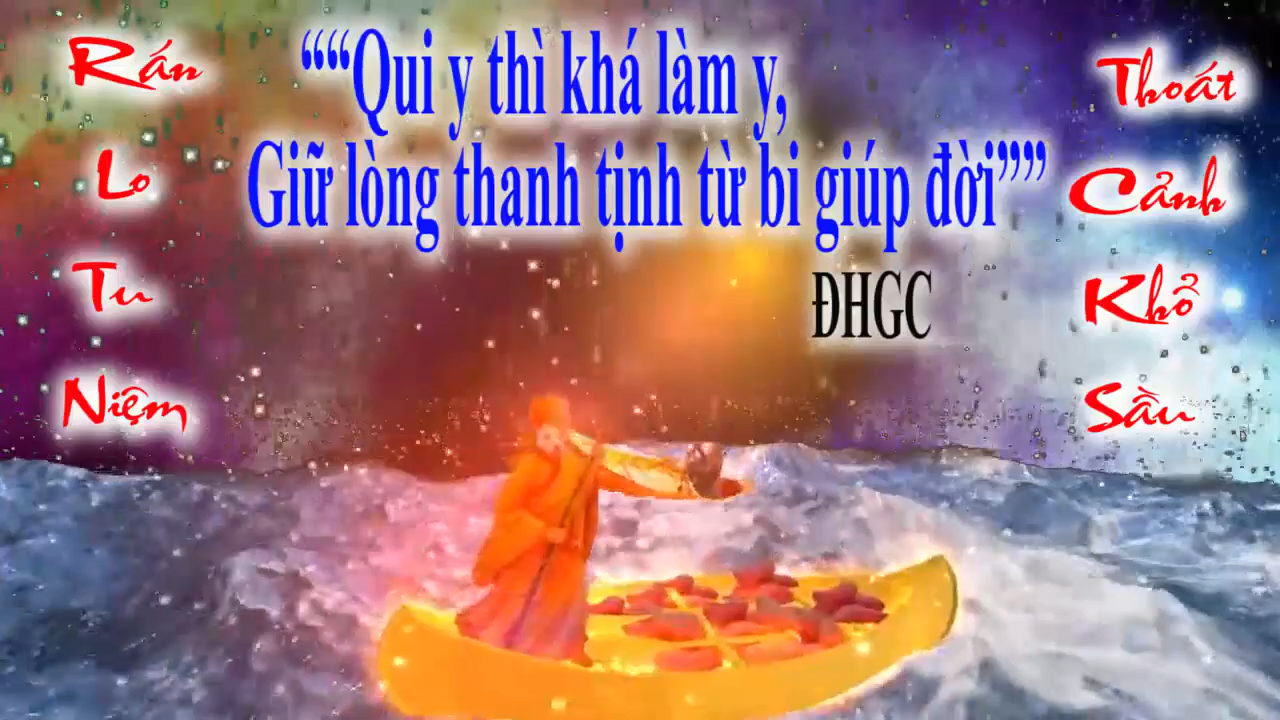 ““Qui y thì khá làm y,
Giữ lòng thanh tịnh từ bi giúp đời””
ĐHGC
Rấn
Lo
Tu
Niệm
Thoát
Cảnh
Khổ
Sầu